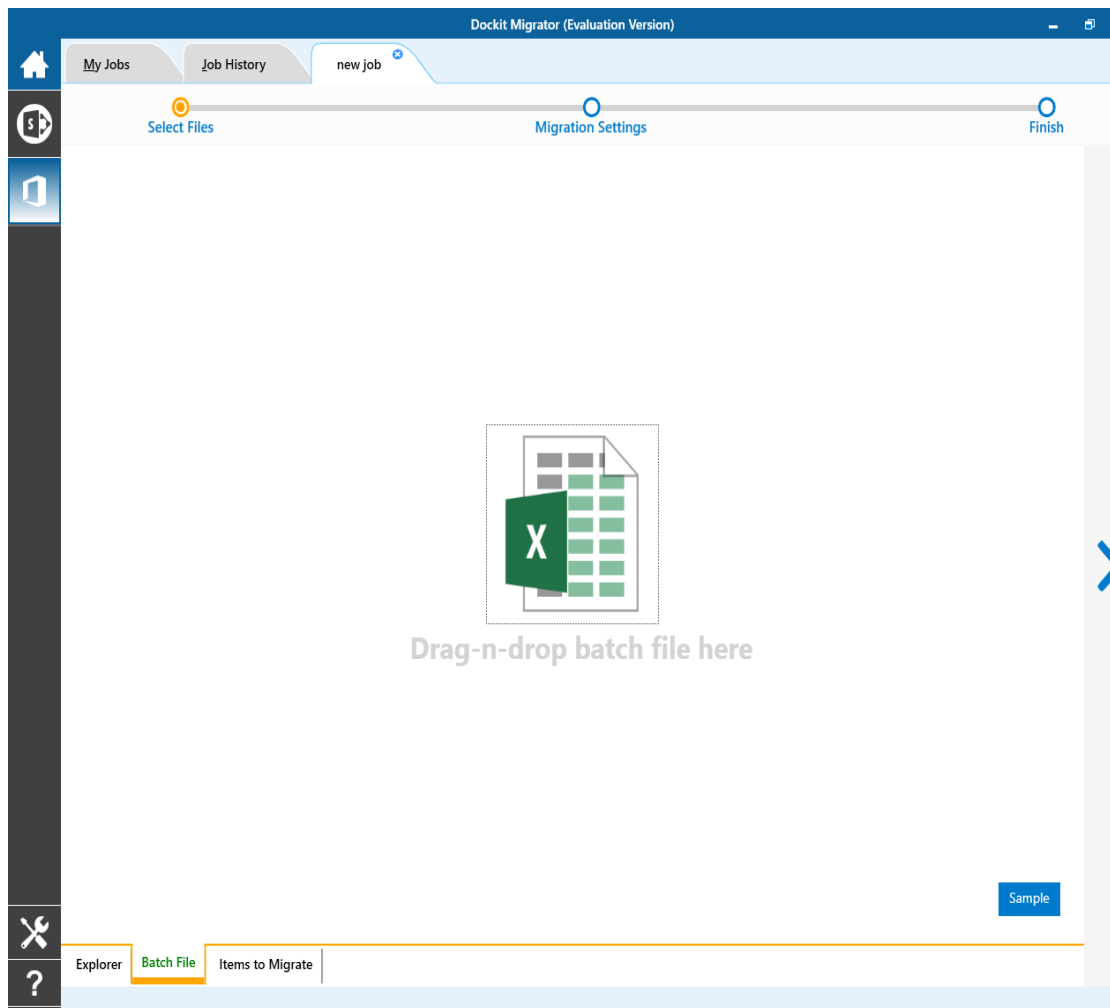 Dockit Migrator (Evaluation Version)
My Jobs Job History new job
Select Files Migration Settings Finish
S
X
Drag-n-drop batch file here
Sample
Explorer Batch File Items to Migrate
?